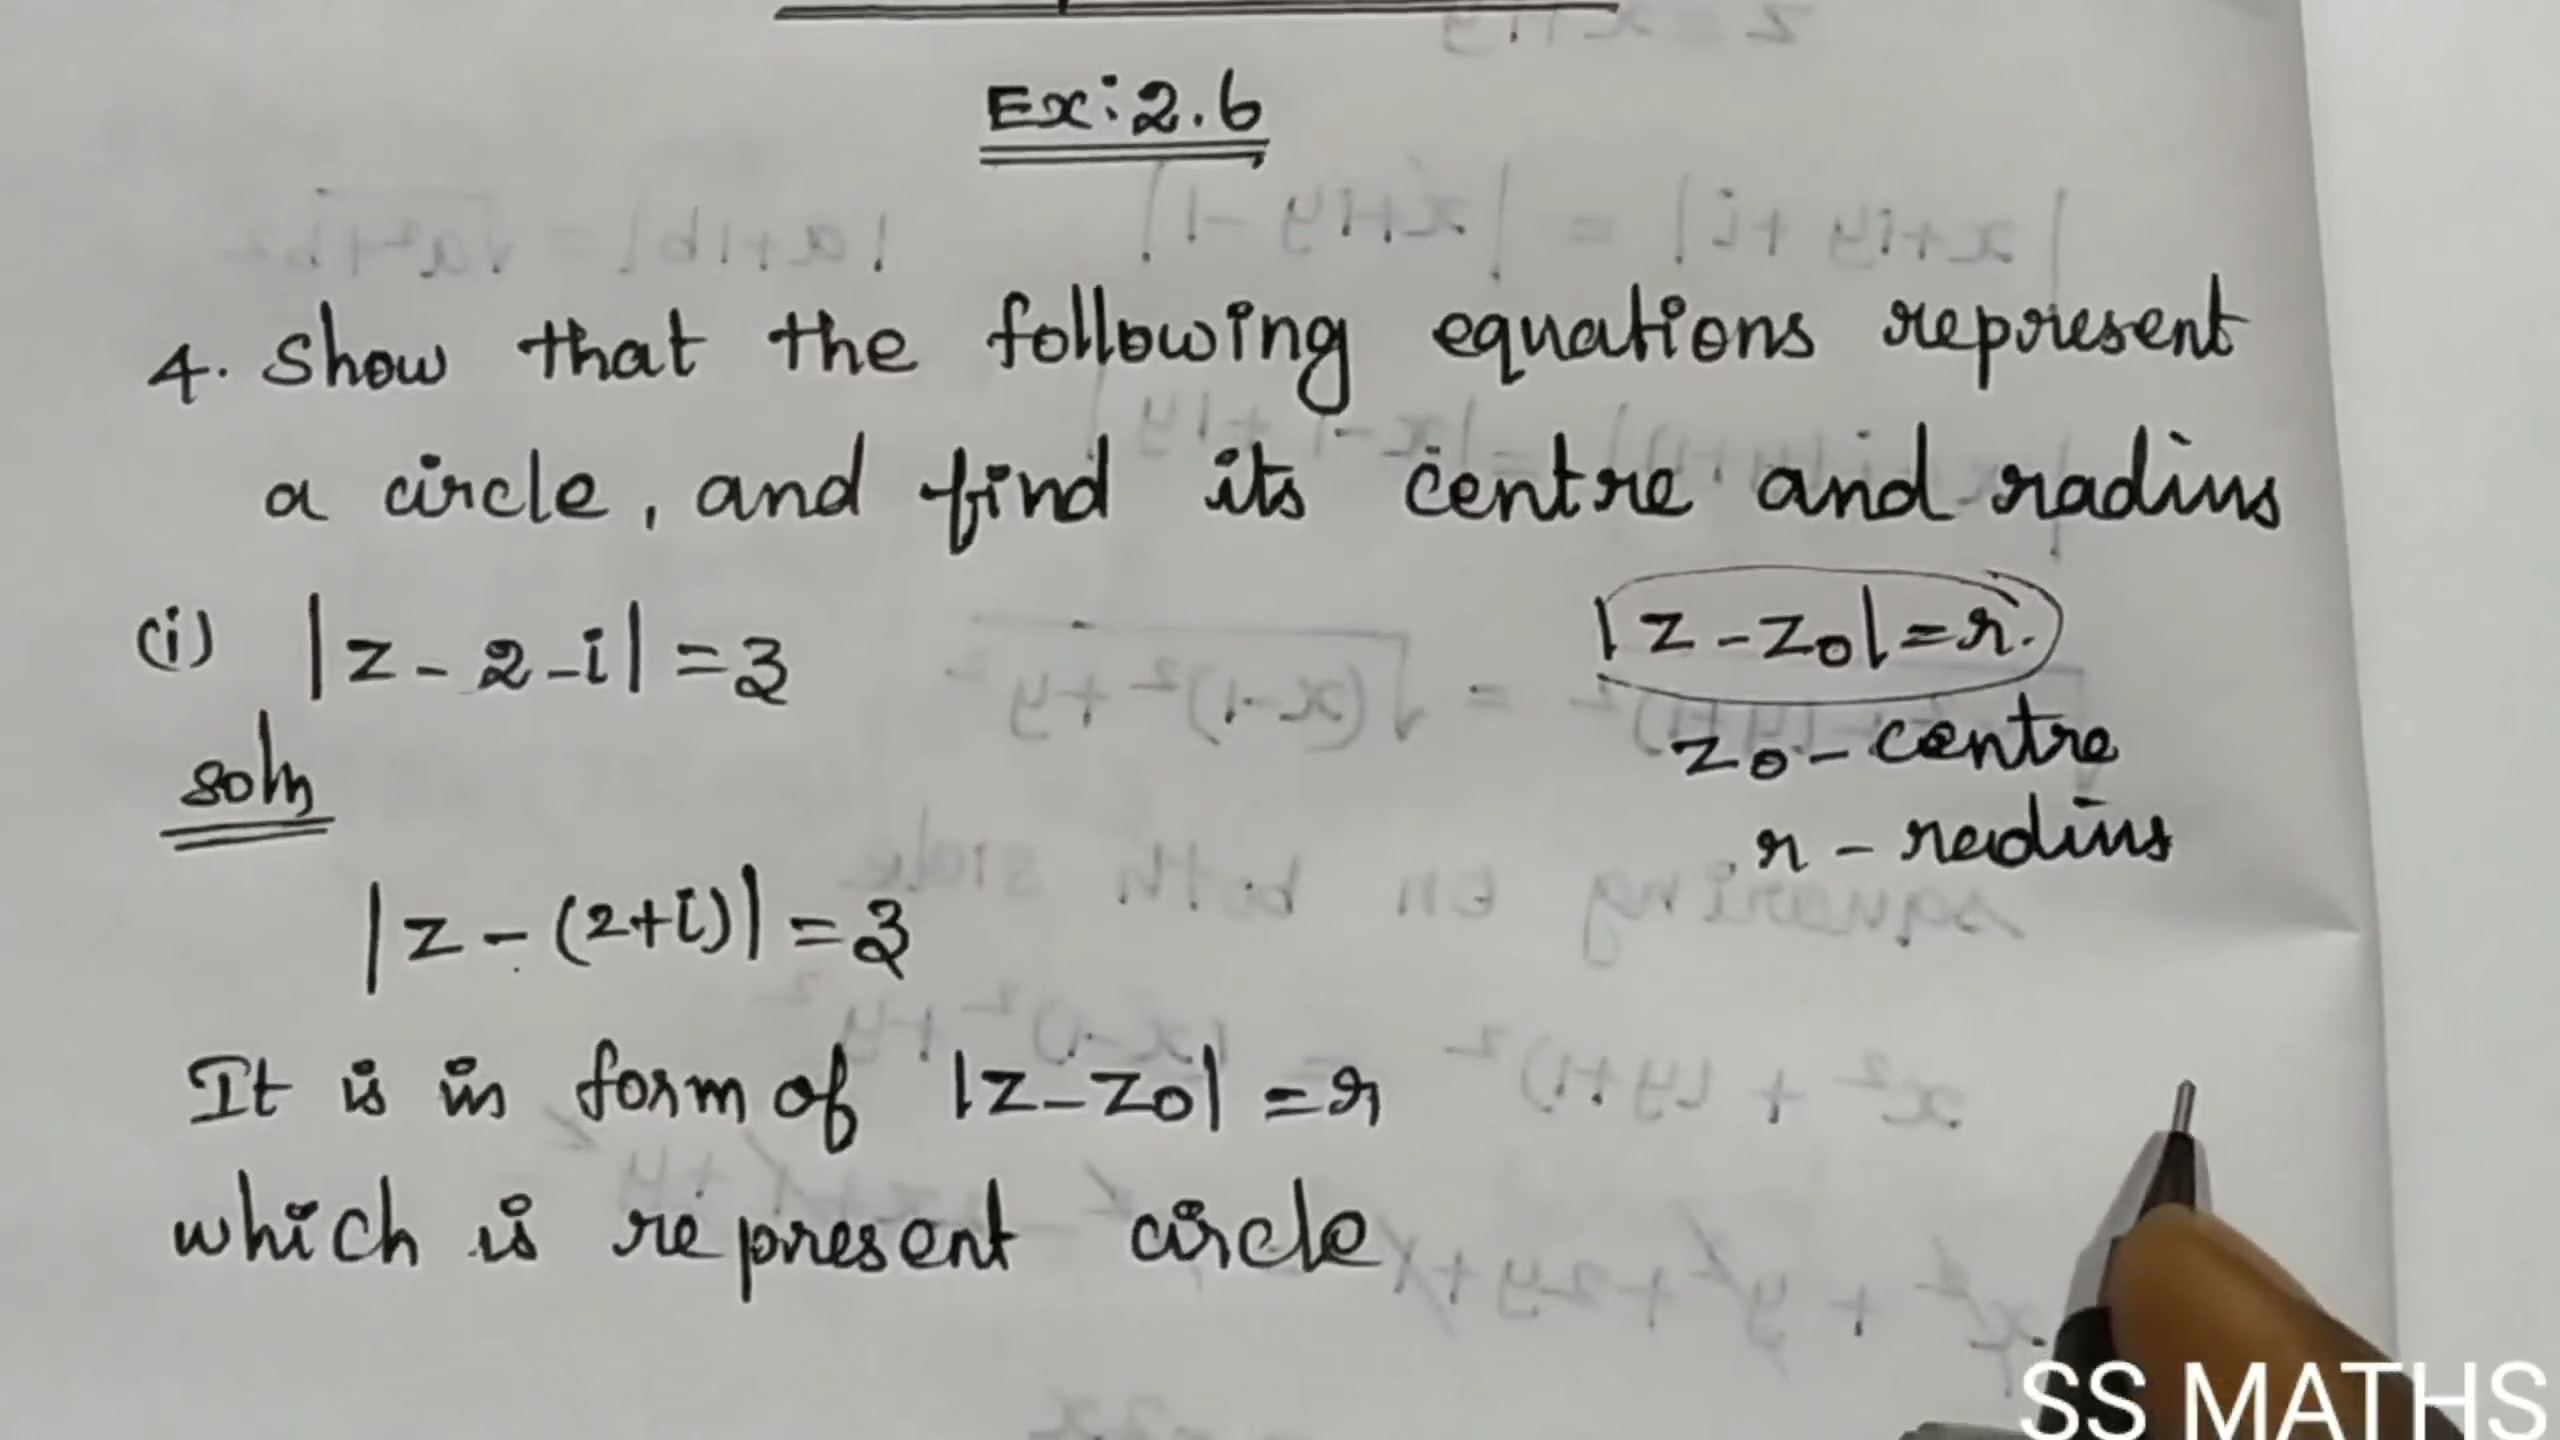 Ex: 2.6
4. Show that the following equations represent
a circle, and find its centre and radius
(i) |z - 2 - i| = 3
|z - z₀| = r.
z₀ - centre
r - radius
soln
|z - (2+i)| = 3
It is in form of |z - z₀| = r
which is represent circle
SS MATHS